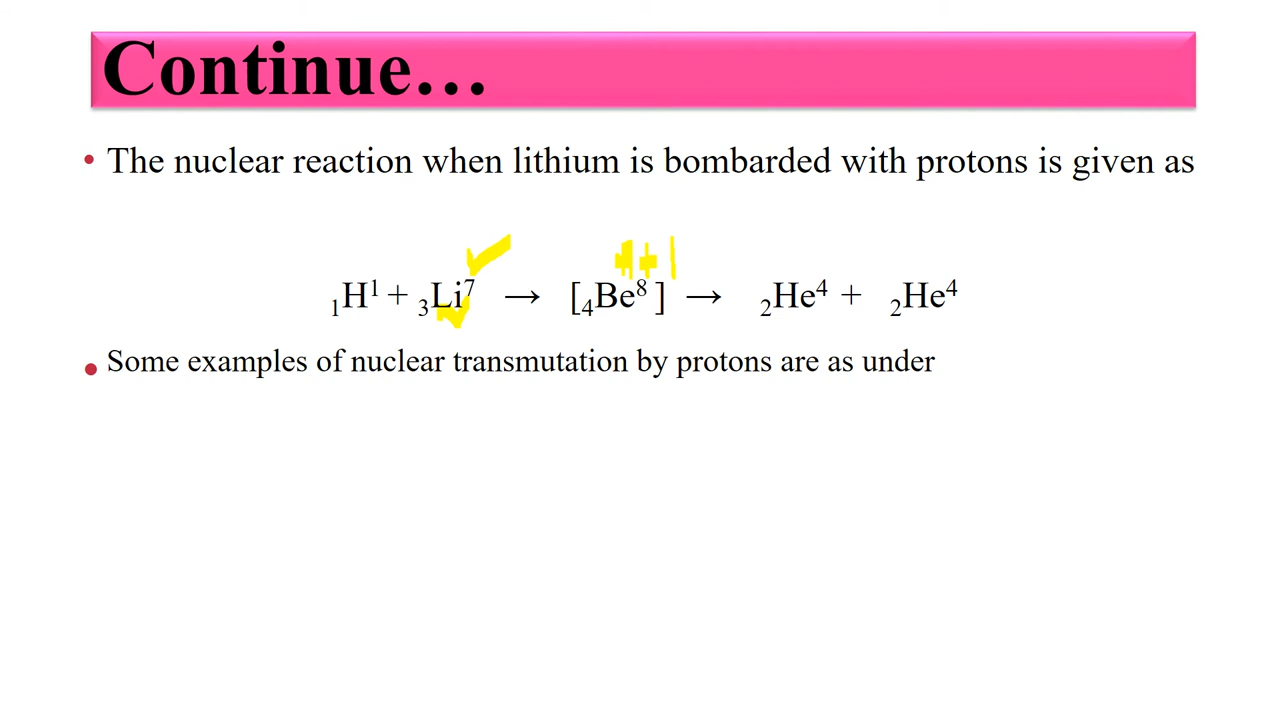 Continue…
• The nuclear reaction when lithium is bombarded with protons is given as
₁H¹ + ₃Li⁷ → [₄Be⁸ ] → ₂He⁴ + ₂He⁴
• Some examples of nuclear transmutation by protons are as under